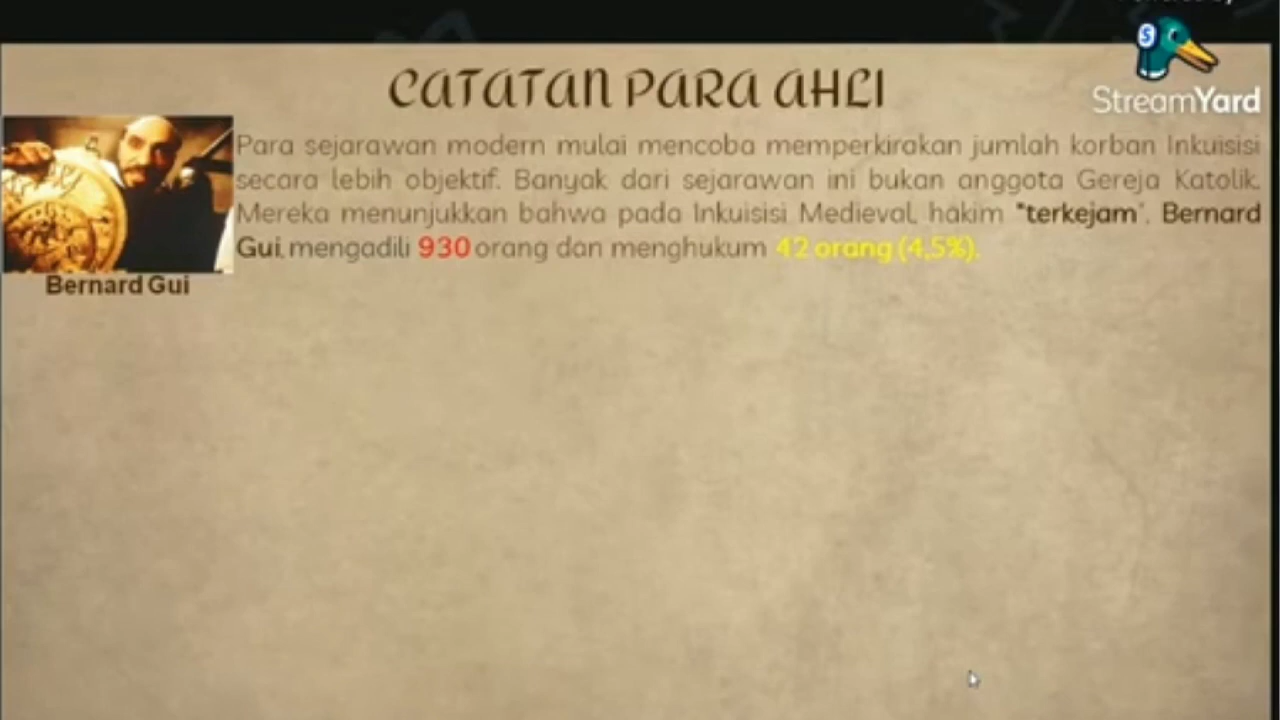 CATATAN PARA AHLI
StreamYard
Para sejarawan modern mulai mencoba memperkirakan jumlah korban Inkuisisi
secara lebih objektif. Banyak dari sejarawan ini bukan anggota Gereja Katolik.
Mereka menunjukkan bahwa pada Inkuisisi Medieval, hakim "terkejam", Bernard
Gui, mengadili 930 orang dan menghukum 42 orang (4,5%).
Bernard Gui